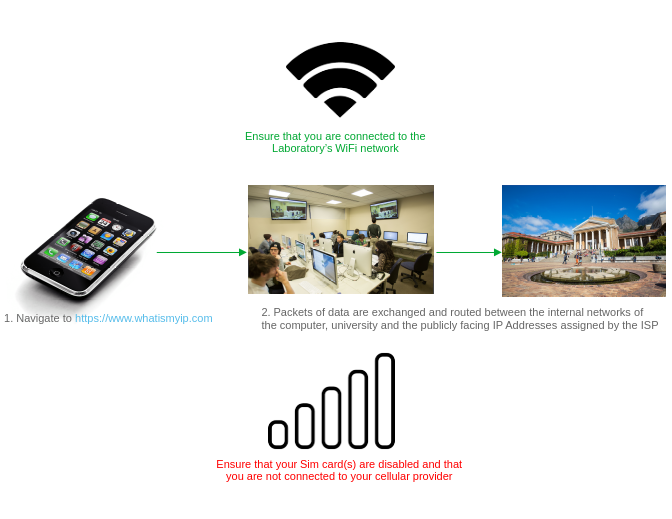 Ensure that you are connected to the
Laboratory's WiFi network
1. Navigate to https://www.whatismyip.com
2. Packets of data are exchanged and routed between the internal networks of
the computer, university and the publicly facing IP Addresses assigned by the ISP
Ensure that your Sim card(s) are disabled and that
you are not connected to your cellular provider